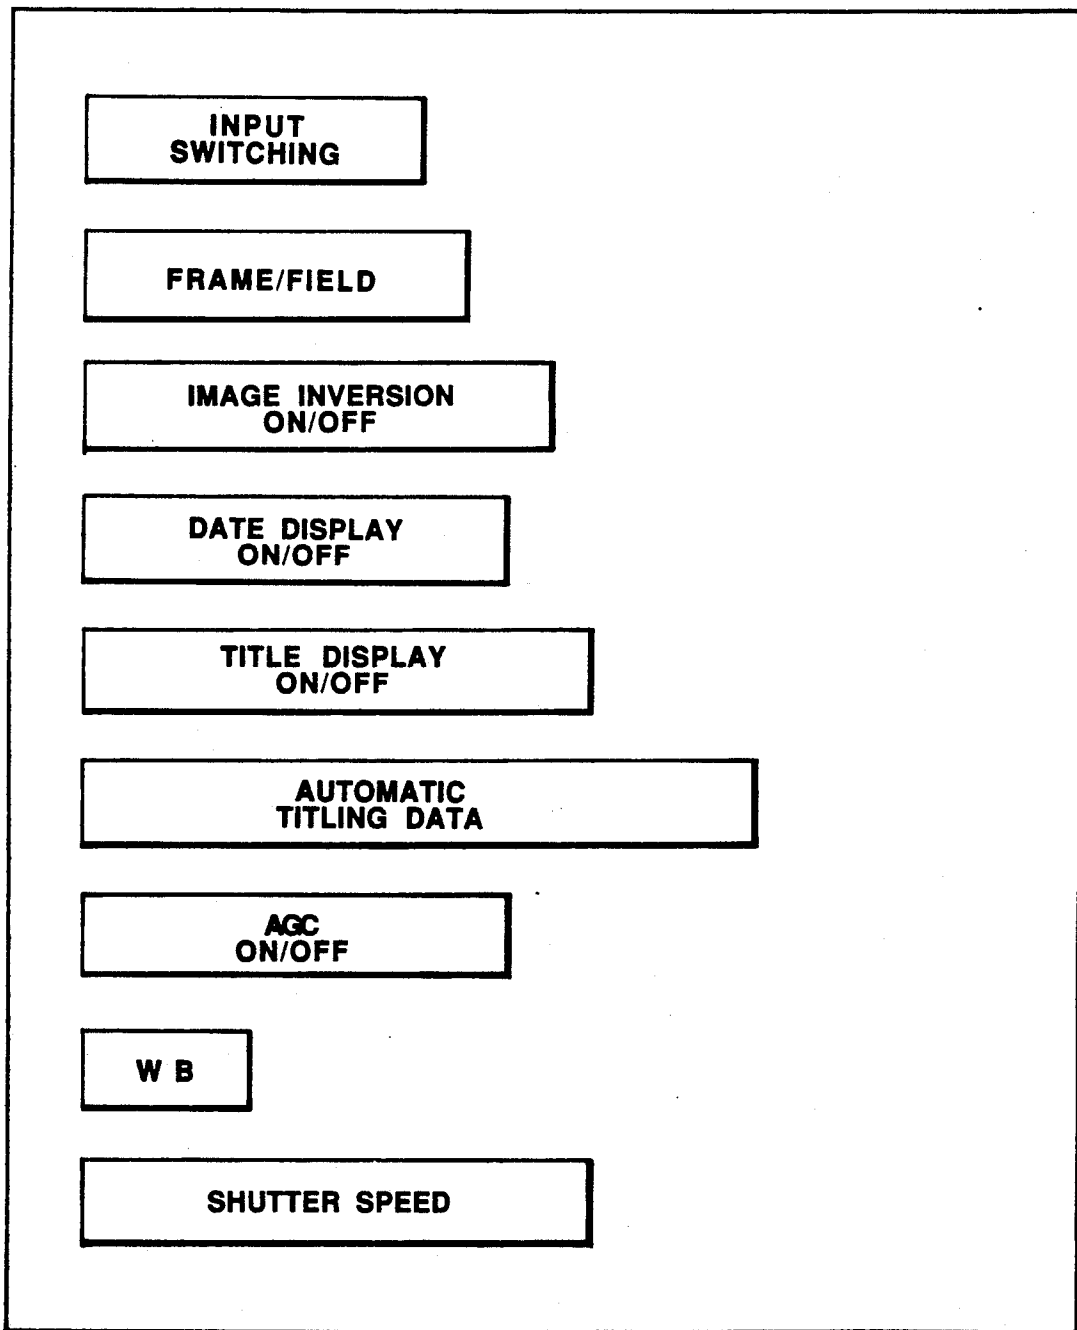 INPUT
SWITCHING
FRAME/FIELD
IMAGE INVERSION
ON/OFF
DATE DISPLAY
ON/OFF
TITLE DISPLAY
ON/OFF
AUTOMATIC
TITLING DATA
AGC
ON/OFF
W B
SHUTTER SPEED